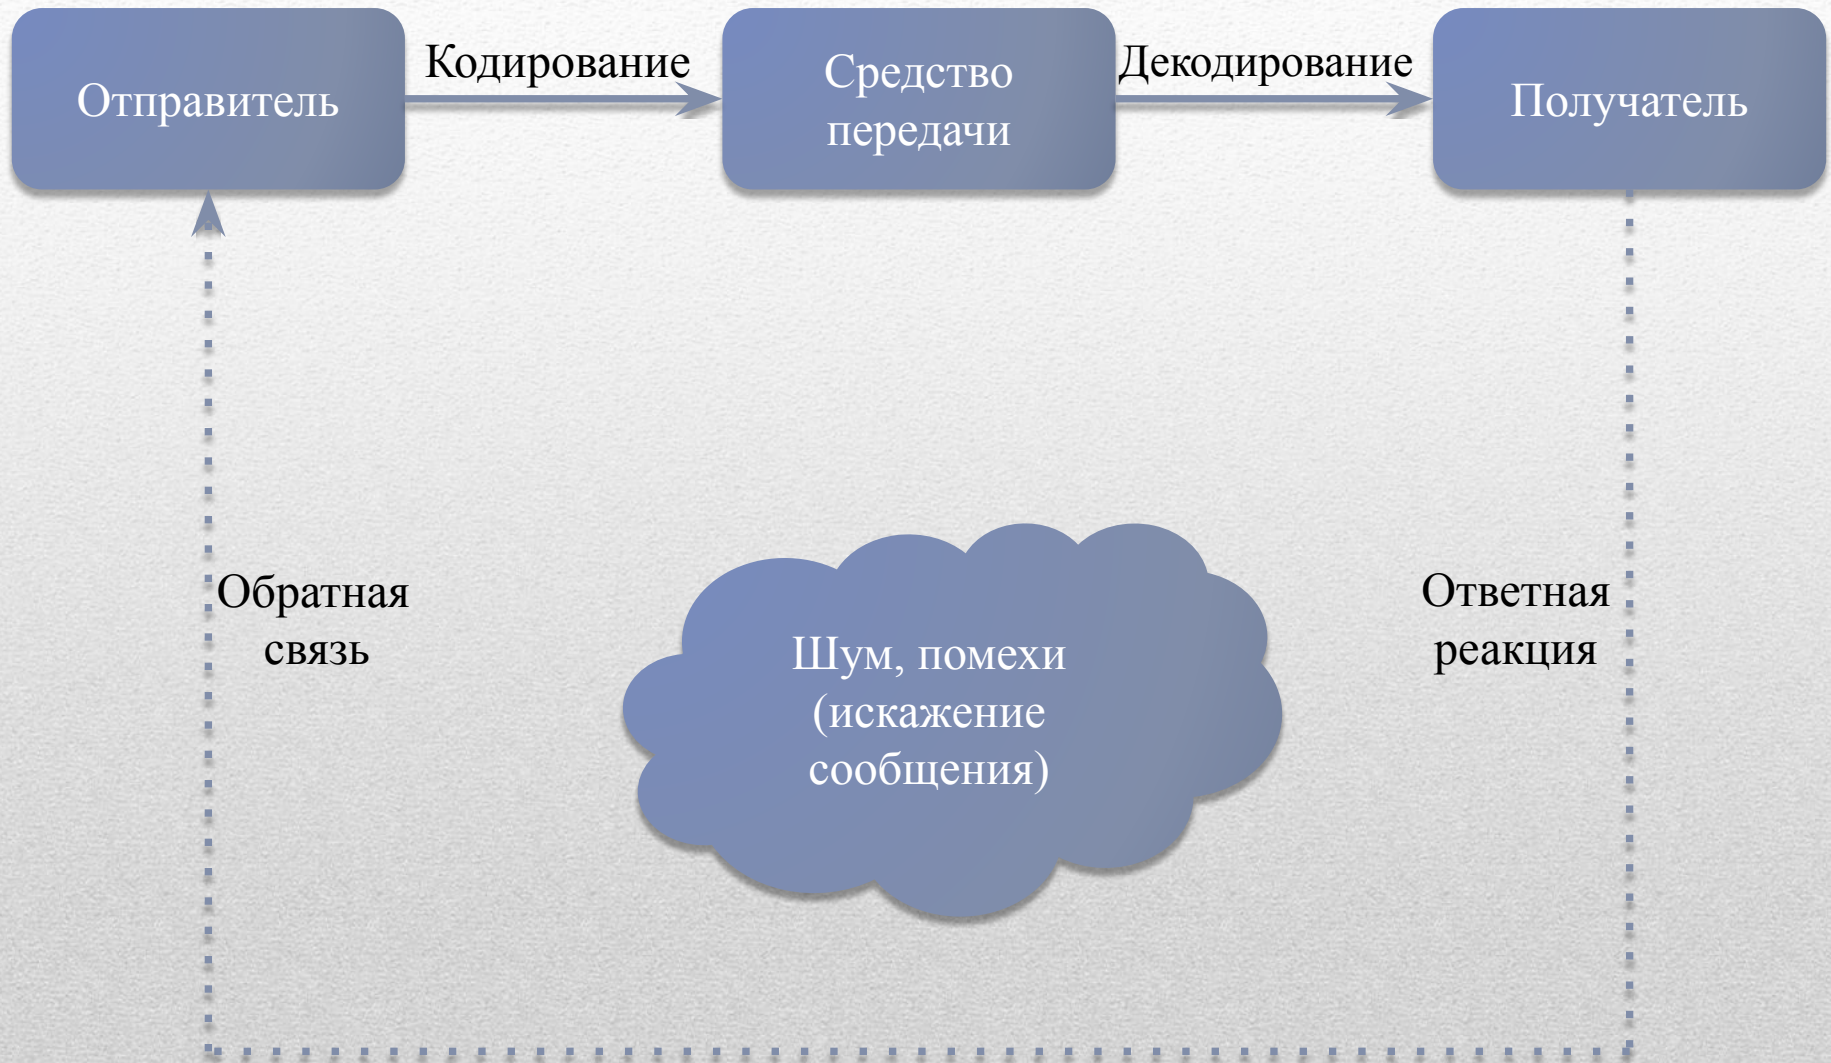 Отправитель
Кодирование
Средство
передачи
Декодирование
Получатель
Обратная
связь
Шум, помехи
(искажение
сообщения)
Ответная
реакция